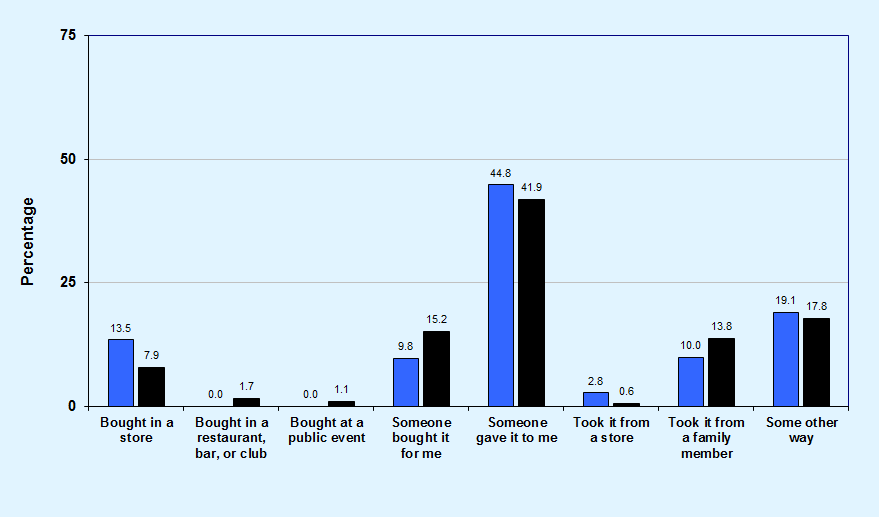 75
50
25
0
Percentage
13.5
7.9
0.0
1.7
0.0
1.1
9.8
15.2
44.8
41.9
2.8
0.6
10.0
13.8
19.1
17.8
Bought in a
store
Bought in a
restaurant,
bar, or club
Bought at a
public event
Someone
bought it
for me
Someone
gave it to me
Took it from
a store
Took it from
a family
member
Some other
way